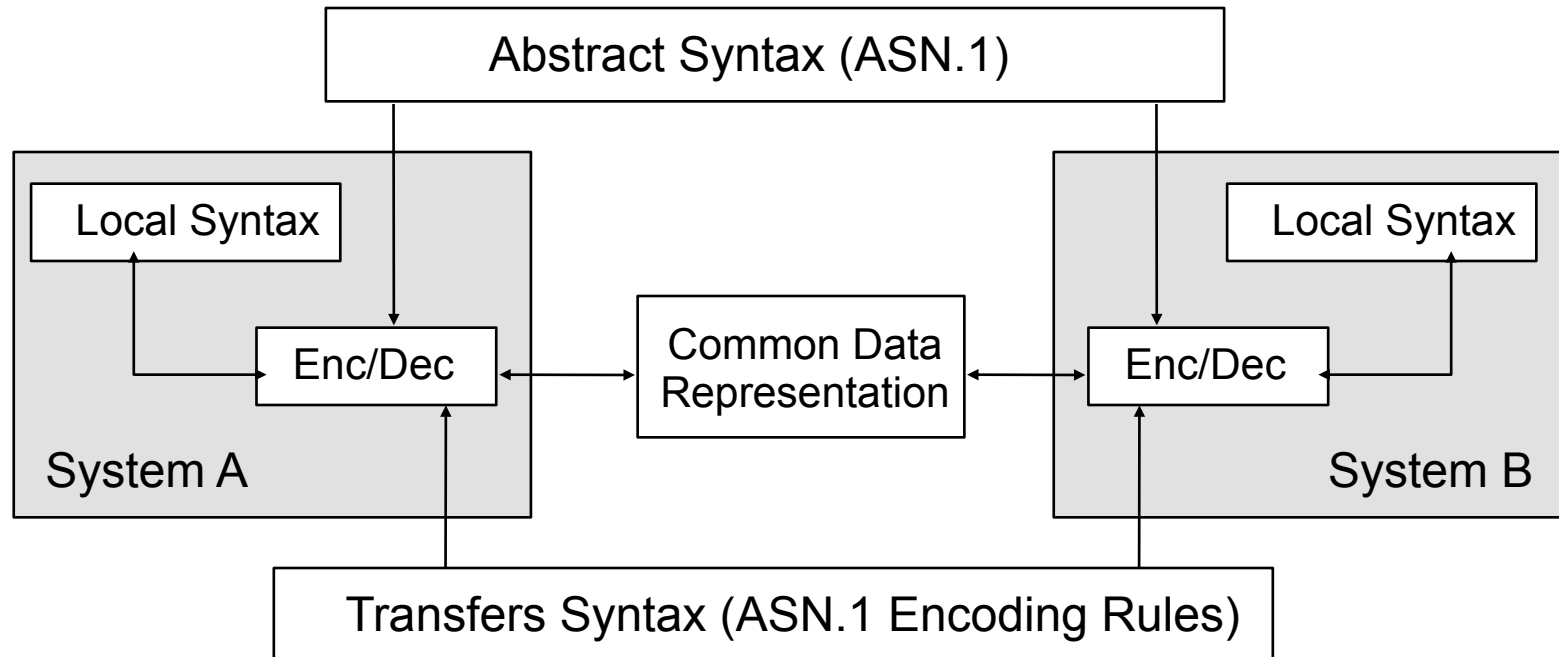 Abstract Syntax (ASN.1)
Local Syntax
Local Syntax
Enc/Dec
Common Data
Representation
Enc/Dec
System A
System B
Transfers Syntax (ASN.1 Encoding Rules)